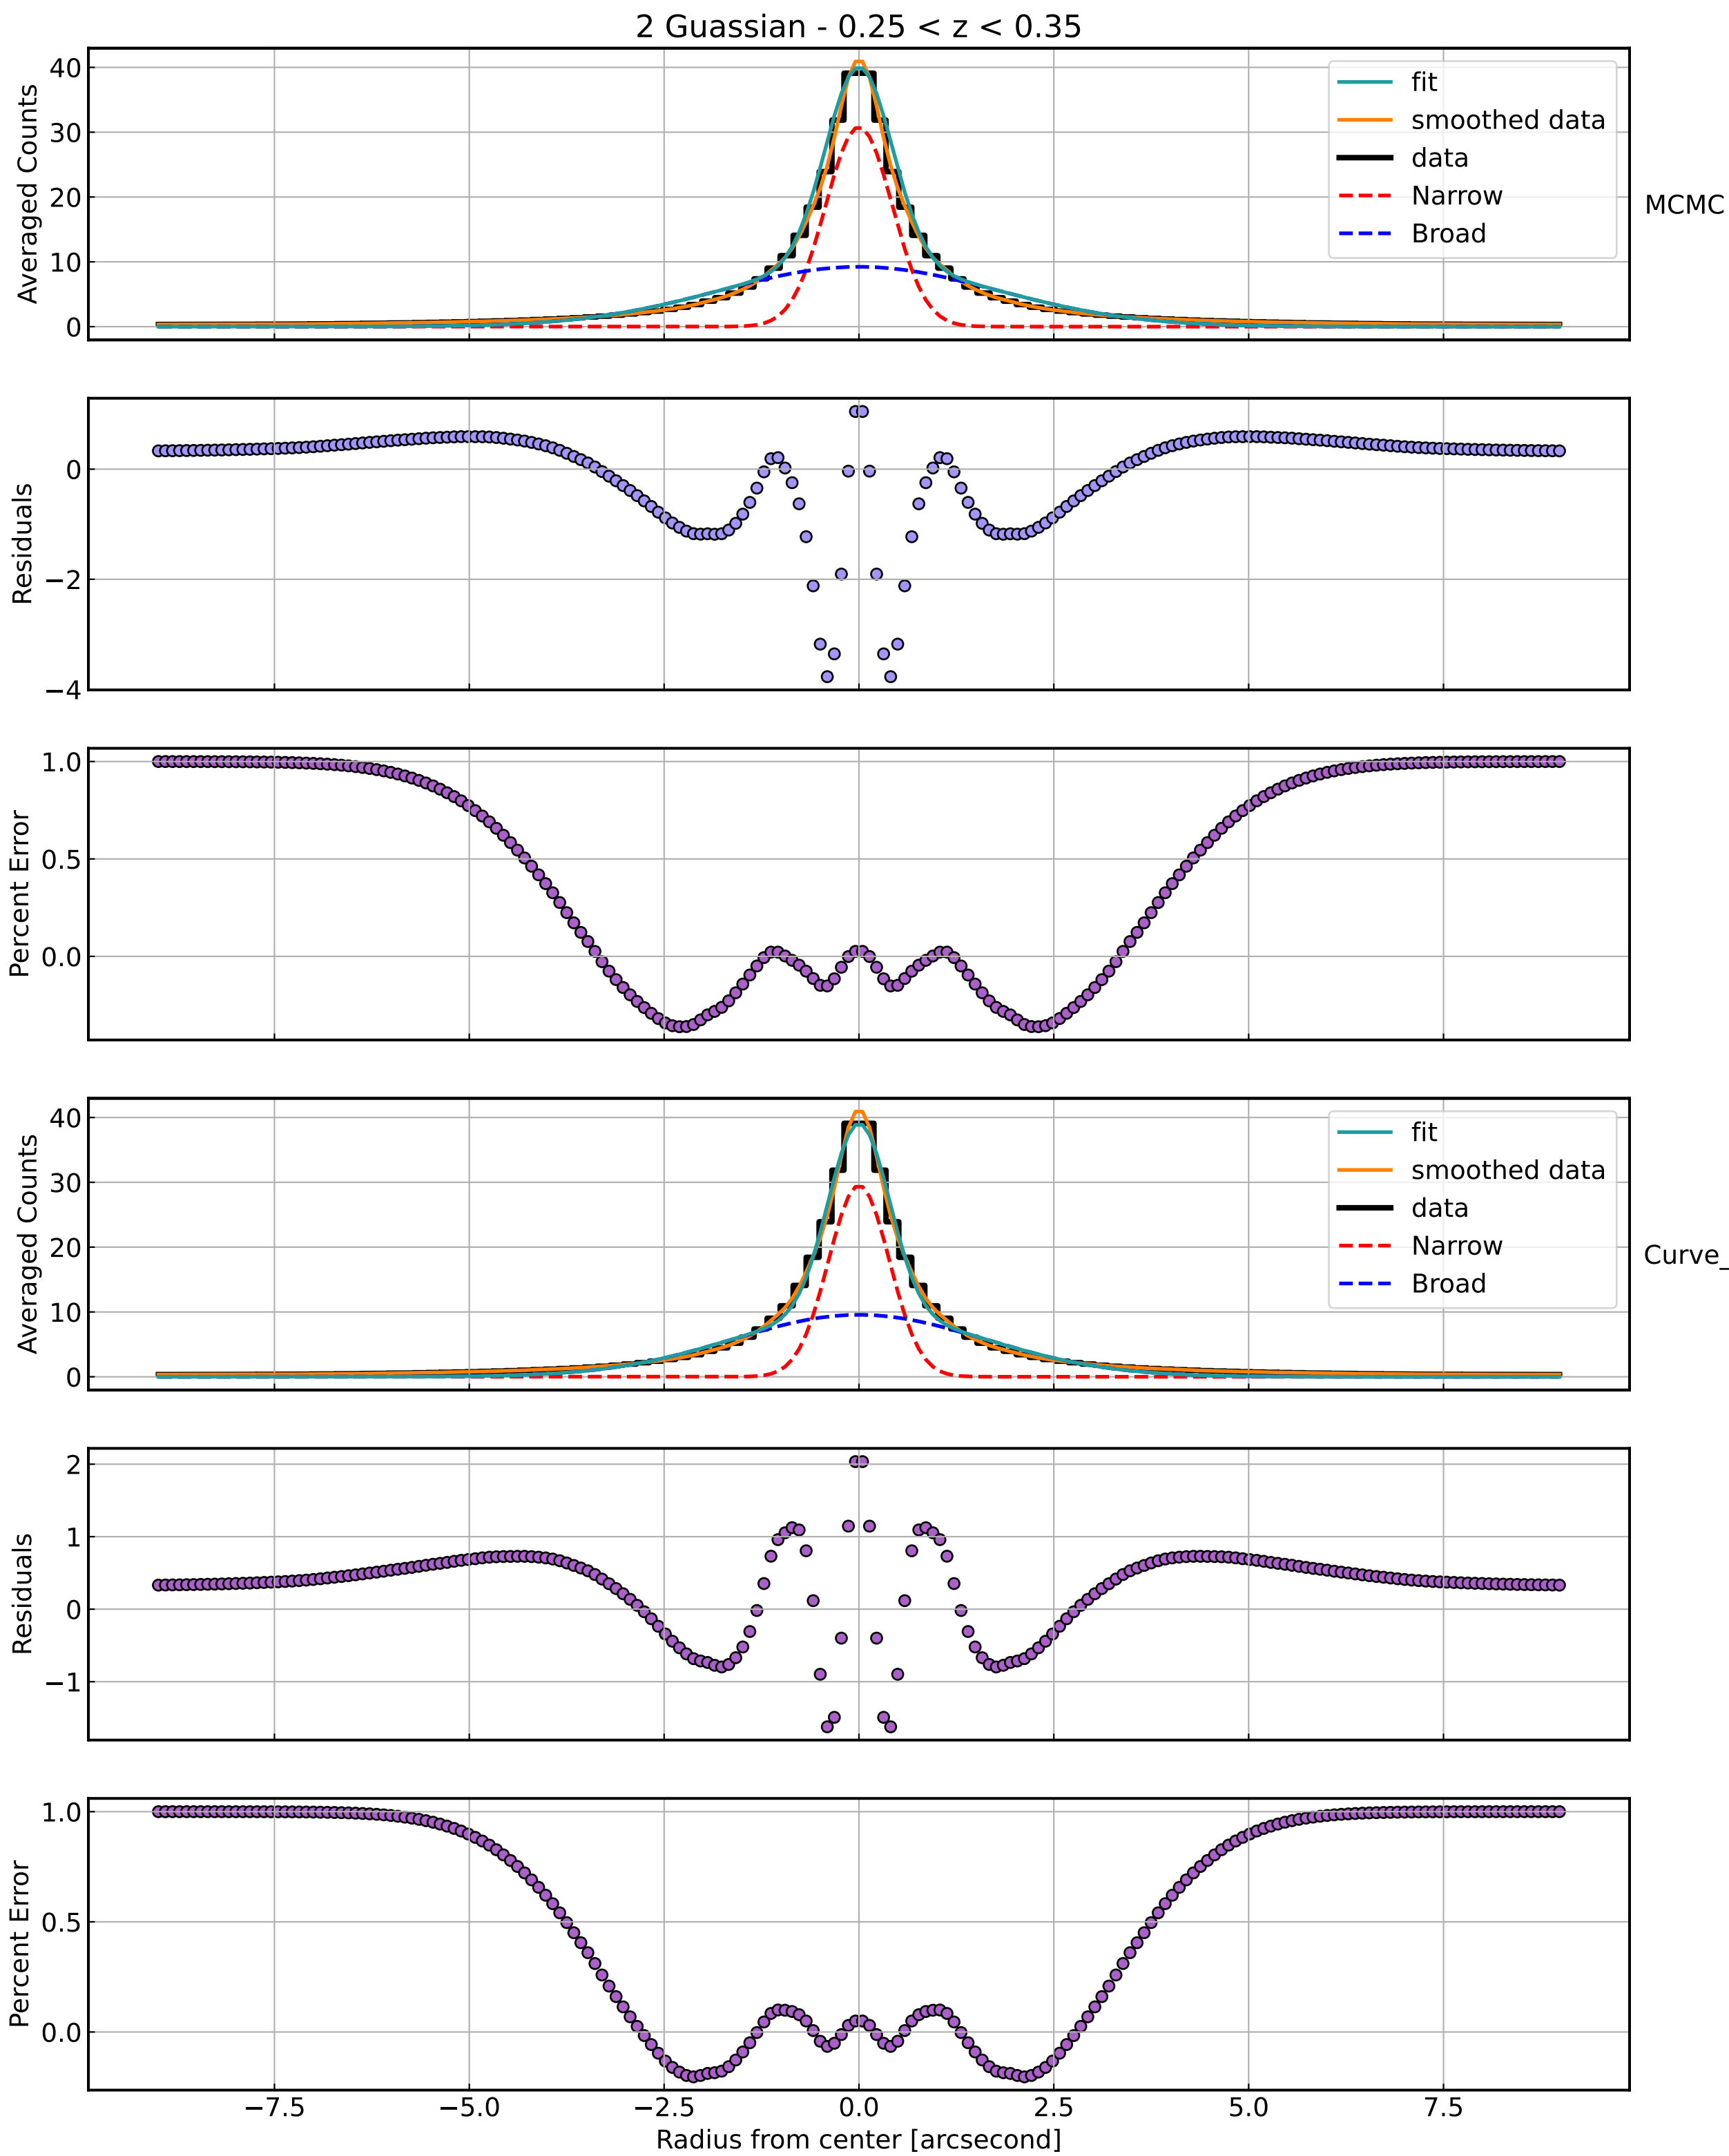 2 Guassian - 0.25 < z < 0.35
40
30
20
10
0
Averaged Counts
fit
smoothed data
data
Narrow
Broad
MCMC
0
−2
−4
Residuals
1.0
0.5
0.0
Percent Error
40
30
20
10
0
Averaged Counts
fit
smoothed data
data
Narrow
Broad
Curve_
2
1
0
−1
Residuals
1.0
0.5
0.0
Percent Error
−7.5 −5.0 −2.5 0.0 2.5 5.0 7.5
Radius from center [arcsecond]